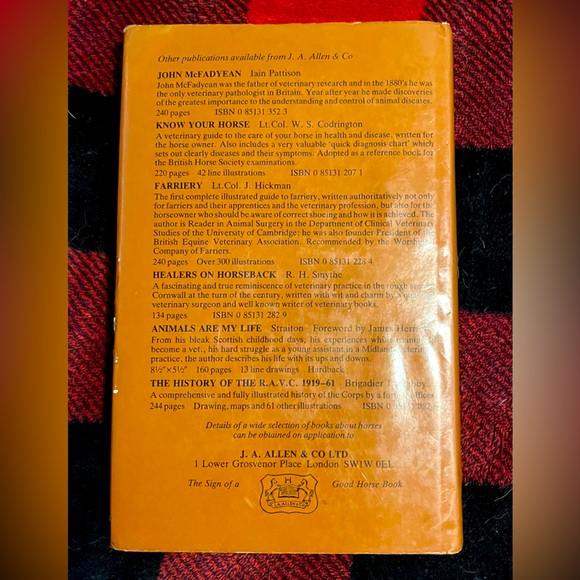 Other publications available from J. A. Allen & Co
JOHN McFADYEAN Iain Pattison
John McFadyean was the father of veterinary research and in the 1880's he was
the only veterinary pathologist in Britain. Year after year he made discoveries
of the greatest importance to the understanding and control of animal diseases.
240 pages ISBN 0 85131 352 3
KNOW YOUR HORSE Lt. Col. W. S. Codrington
A veterinary guide to the care of your horse in health and disease, written for
the horse owner. Also includes a very valuable 'quick diagnosis chart' which
sets out clearly diseases and their symptoms. Adopted as a reference book for
the British Horse Society examinations.
220 pages 42 line illustrations ISBN 0 85131 207 1
FARRIERY Lt. Col. J. Hickman
The first complete illustrated guide to farriery, written authoritatively not only
for farriers and their apprentices and the veterinary profession, but also for the
horseowner who should be aware of correct shoeing and how it is achieved. The
author is Reader in Animal Surgery in the Department of Clinical Veterinary
Studies of the University of Cambridge; he was also founder President of the
British Equine Veterinary Association. Recommended by the Worshipful
Company of Farriers.
240 pages Over 300 illustrations ISBN 0 85131 228 4
HEALERS ON HORSEBACK R. H. Smythe
A fascinating and true reminiscence of veterinary practice in the rough
Cornwall at the turn of the century, written with wit and charm by
veterinary surgeon and well known writer of veterinary books.
134 pages ISBN 0 85131 282 9
ANIMALS ARE MY LIFE Straiton Foreword by James
From his bleak Scottish childhood days, his experiences while
become a vet., his hard struggle as a young assistant in a Midland
practice, the author describes his life with its ups and downs.
8½"×5½" 160 pages 13 line drawings Hardback
THE HISTORY OF THE R.A.V.C. 1919–61 Brigadier
A comprehensive and fully illustrated history of the Corps by a
244 pages Drawing, maps and 61 other illustrations ISBN 0
Details of a wide selection of books about horses
can be obtained on application to
J. A. ALLEN & CO LTD
1 Lower Grosvenor Place London SW1W 0EL
The Sign of a Good Horse Book
H
J.A. ALLEN & Co